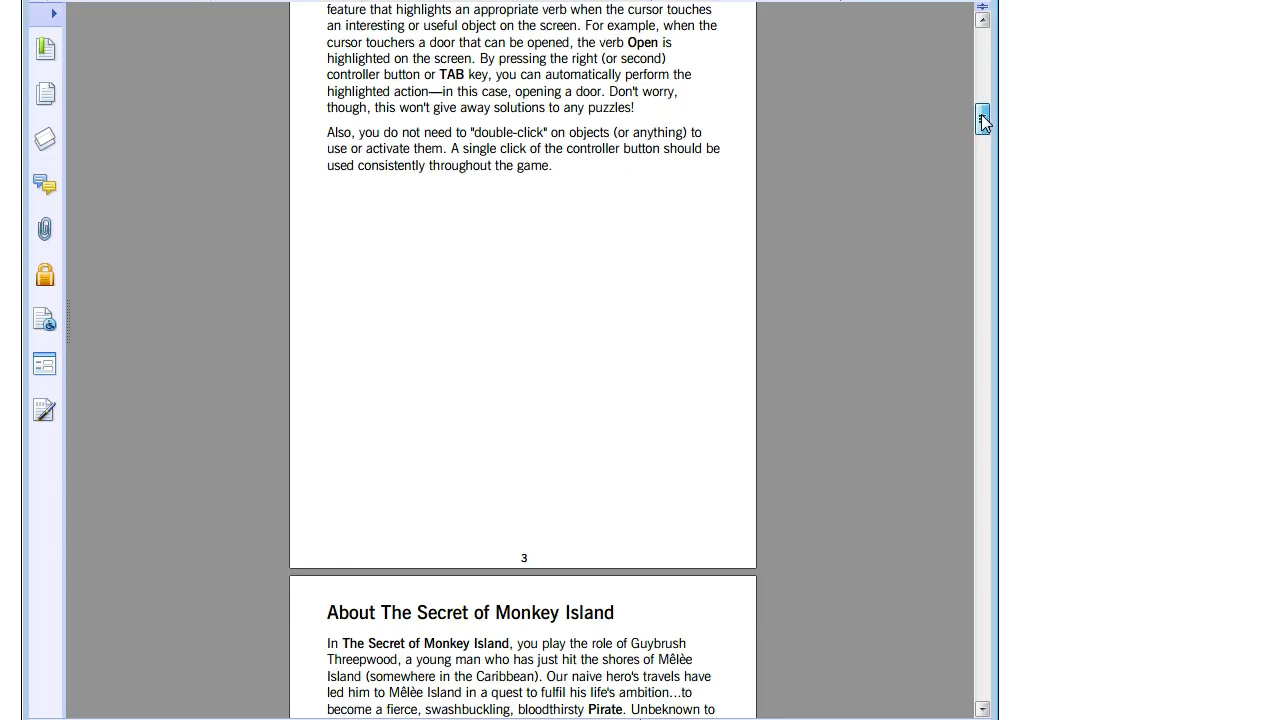 feature that highlights an appropriate verb when the cursor touches
an interesting or useful object on the screen. For example, when the
cursor touchers a door that can be opened, the verb Open is
highlighted on the screen. By pressing the right (or second)
controller button or TAB key, you can automatically perform the
highlighted action—in this case, opening a door. Don't worry,
though, this won't give away solutions to any puzzles!
Also, you do not need to "double-click" on objects (or anything) to
use or activate them. A single click of the controller button should be
used consistently throughout the game.
3
About The Secret of Monkey Island
In The Secret of Monkey Island, you play the role of Guybrush
Threepwood, a young man who has just hit the shores of Mêlèe
Island (somewhere in the Caribbean). Our naive hero's travels have
led him to Mêlèe Island in a quest to fulfil his life's ambition...to
become a fierce, swashbuckling, bloodthirsty Pirate. Unbeknown to